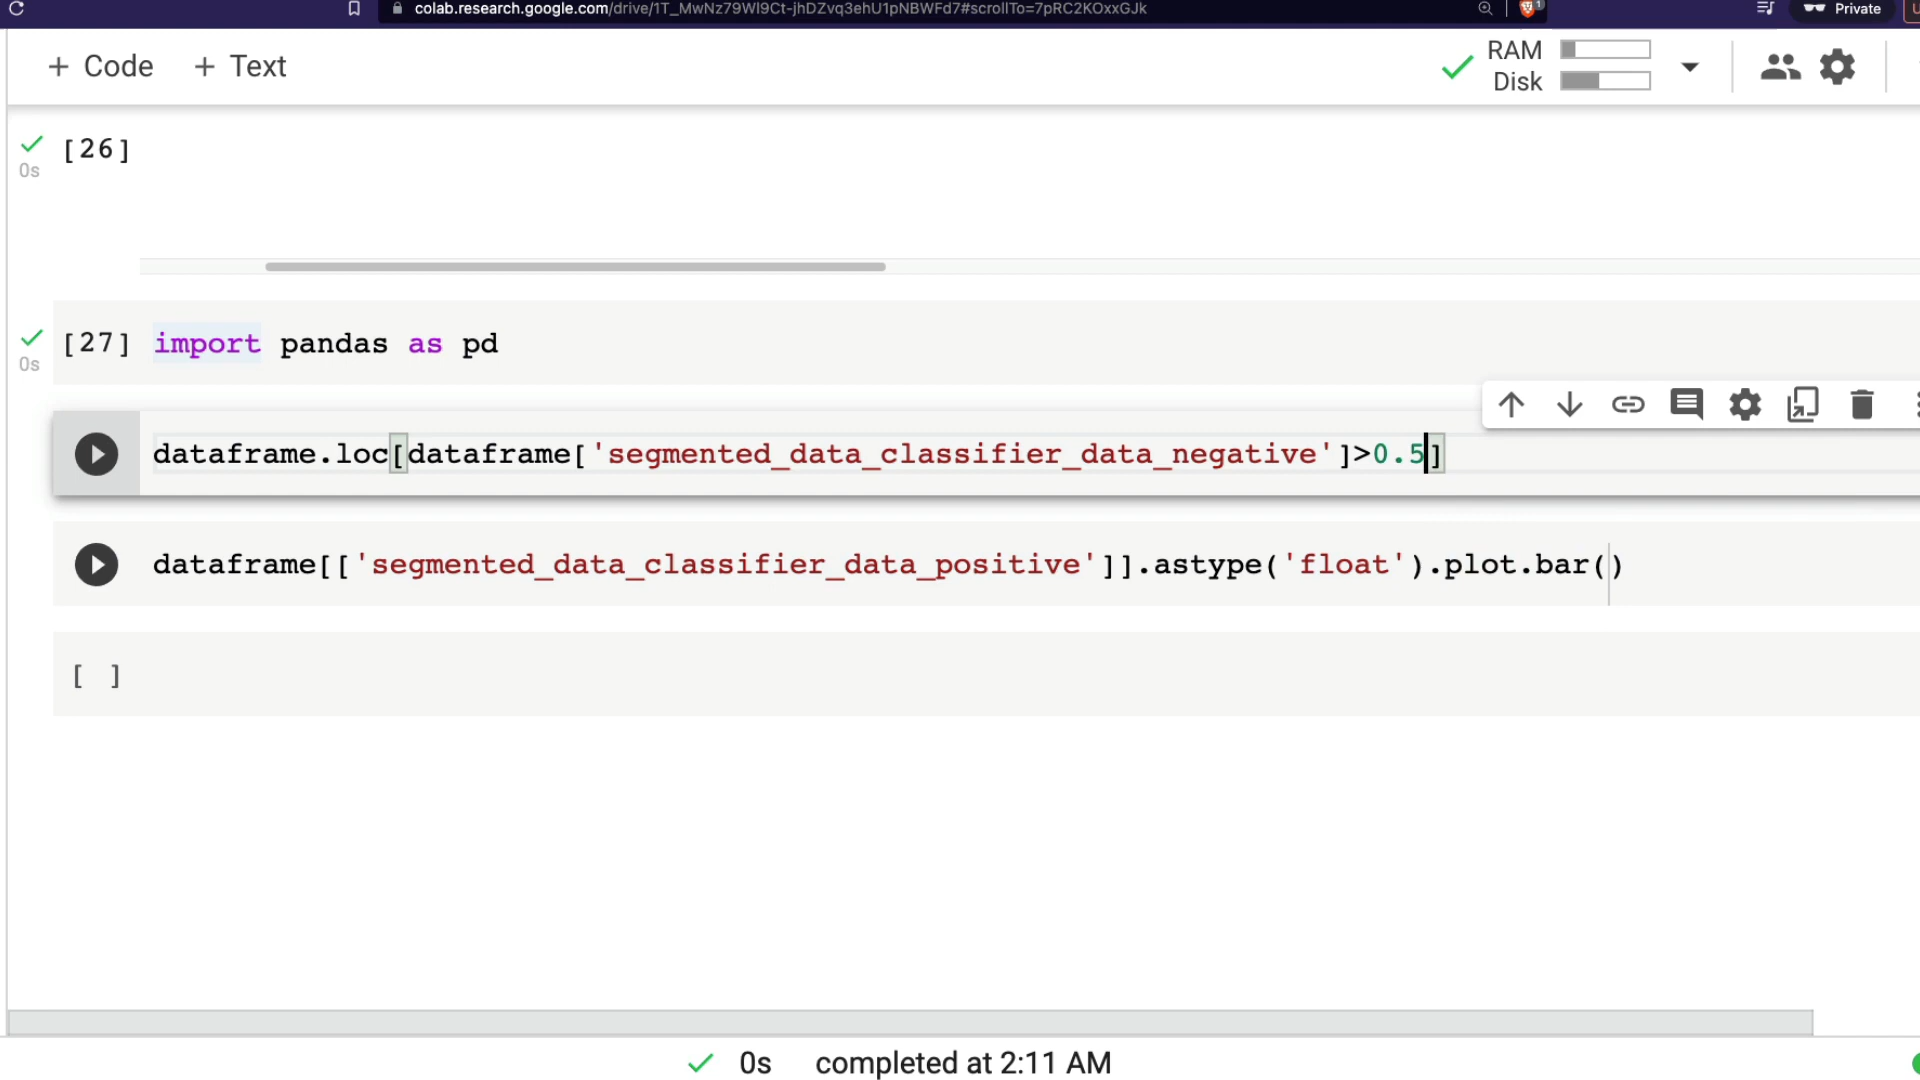 colab.research.google.com/drive/1T_MwNz79WI9Ct-jhDZvq3ehU1pNBWFd7#scrollTo=7pRC2KOxxGJk
1
Private
+ Code + Text
RAM
Disk
[26]
0s
[27] import pandas as pd
0s
dataframe.loc[dataframe['segmented_data_classifier_data_negative']>0.5]
dataframe[['segmented_data_classifier_data_positive']].astype('float').plot.bar()
[ ]
0s completed at 2:11 AM